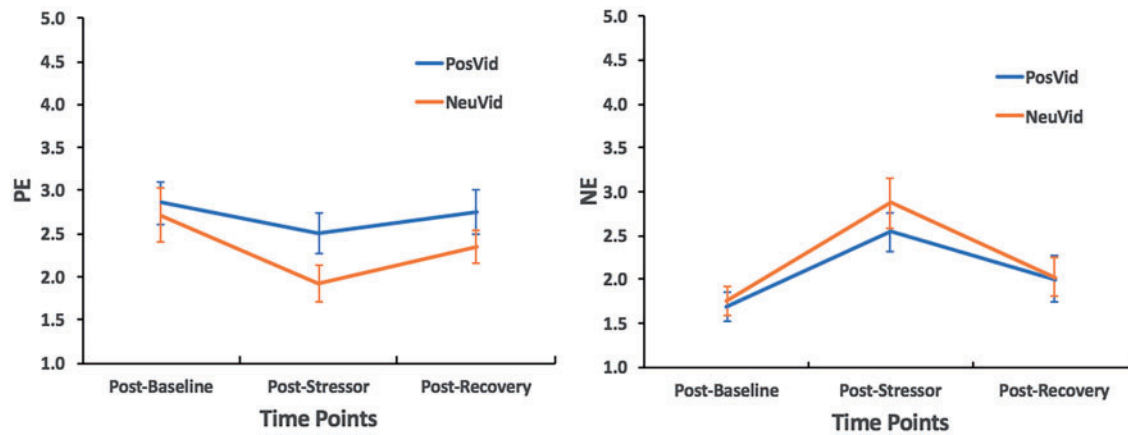 5.0
4.5
4.0
3.5
3.0
2.5
2.0
1.5
1.0
PE
PosVid
NeuVid
Post-Baseline Post-Stressor Post-Recovery
Time Points
5.0
4.5
4.0
3.5
3.0
2.5
2.0
1.5
1.0
NE
PosVid
NeuVid
Post-Baseline Post-Stressor Post-Recovery
Time Points